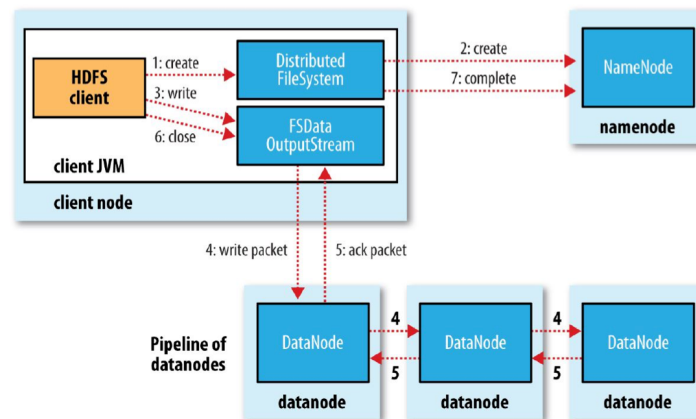 HDFS
client
1: create
3: write
6: close
Distributed
FileSystem
FSData
OutputStream
client JVM
client node
2: create
7: complete
NameNode
namenode
4: write packet
5: ack packet
Pipeline of
datanodes
DataNode
datanode
4
5
DataNode
datanode
4
5
DataNode
datanode